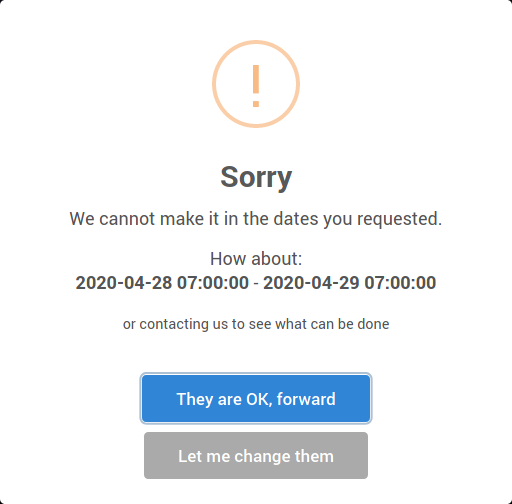 !
Sorry
We cannot make it in the dates you requested.
How about:
2020-04-28 07:00:00 - 2020-04-29 07:00:00
or contacting us to see what can be done
They are OK, forward
Let me change them